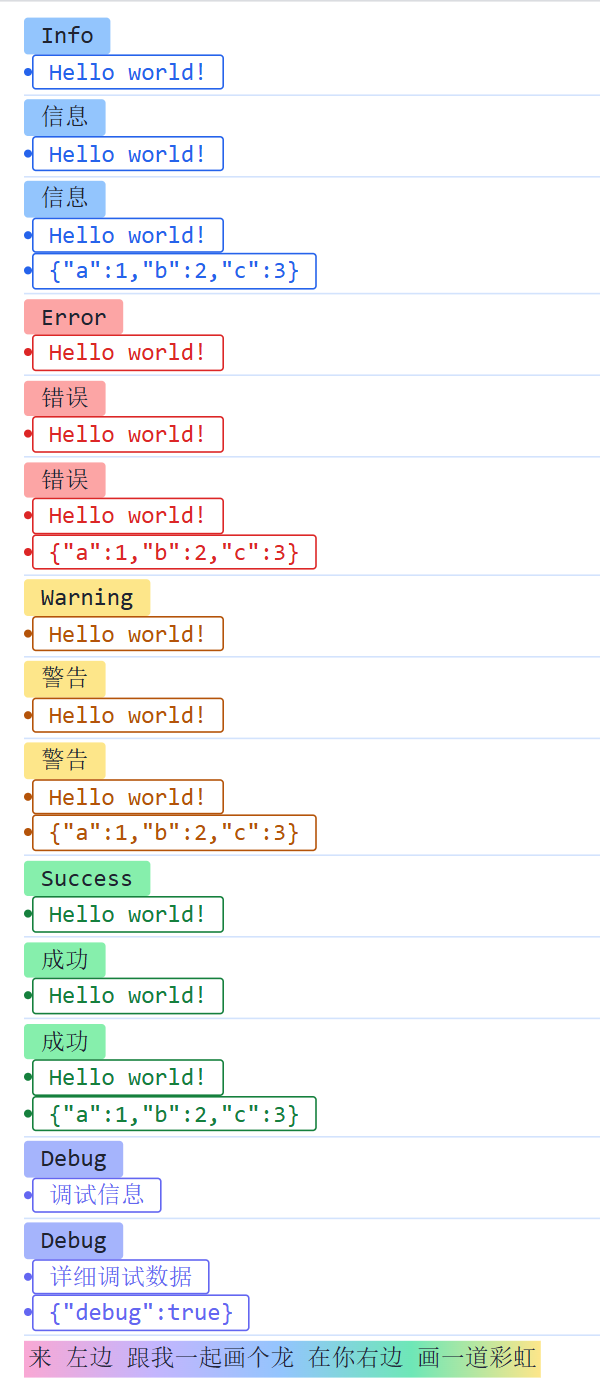 Info
Hello world!
信息
Hello world!
信息
Hello world!
{"a":1,"b":2,"c":3}
Error
Hello world!
错误
Hello world!
错误
Hello world!
{"a":1,"b":2,"c":3}
Warning
Hello world!
警告
Hello world!
警告
Hello world!
{"a":1,"b":2,"c":3}
Success
Hello world!
成功
Hello world!
成功
Hello world!
{"a":1,"b":2,"c":3}
Debug
调试信息
Debug
详细调试数据
{"debug":true}
来 左边 跟我一起画个龙 在你右边 画一道彩虹